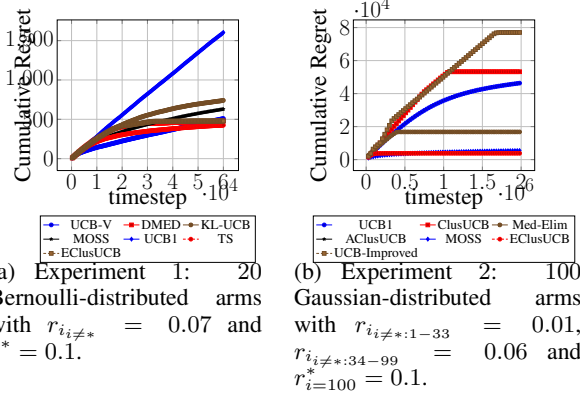 1,500
1,000
500
0
Cumulative Regret
0 1 2 3 4 5 6
timestep ·10^4
UCB-V DMED KL-UCB
MOSS UCB1 TS
EClusUCB
) Experiment 1: 20
Bernoulli-distributed arms
with r_{i_{i≠*}} = 0.07 and
* = 0.1.
·10^4
8
6
4
2
0
Cumulative Regret
0 0.5 1 1.5 2
timestep ·10^6
UCB1 ClusUCB Med-Elim
AClusUCB MOSS EClusUCB
UCB-Improved
(b) Experiment 2: 100
Gaussian-distributed arms
with r_{i_{i≠*:1−33}} = 0.01,
r_{i_{i≠*:34−99}} = 0.06 and
r^*_{i=100} = 0.1.